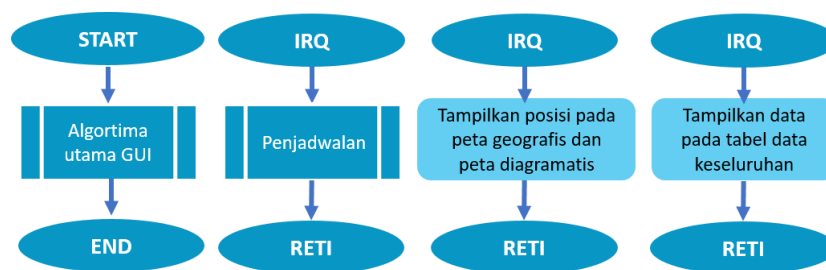 START
Algortima
utama GUI
END
IRQ
Penjadwalan
RETI
IRQ
Tampilkan posisi pada
peta geografis dan
peta diagramatis
RETI
IRQ
Tampilkan data
pada tabel data
keseluruhan
RETI